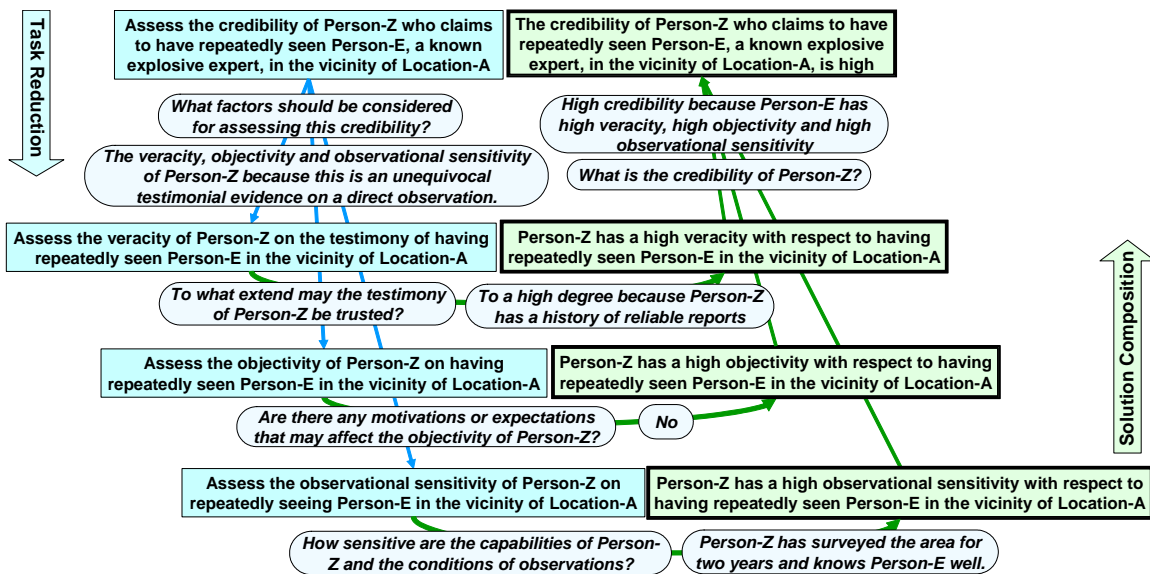 Task Reduction
Assess the credibility of Person-Z who claims
to have repeatedly seen Person-E, a known
explosive expert, in the vicinity of Location-A
The credibility of Person-Z who claims to have
repeatedly seen Person-E, a known explosive
expert, in the vicinity of Location-A, is high
What factors should be considered
for assessing this credibility?
High credibility because Person-E has
high veracity, high objectivity and high
observational sensitivity
The veracity, objectivity and observational sensitivity
of Person-Z because this is an unequivocal
testimonial evidence on a direct observation.
What is the credibility of Person-Z?
Assess the veracity of Person-Z on the testimony of having
repeatedly seen Person-E in the vicinity of Location-A
Person-Z has a high veracity with respect to having
repeatedly seen Person-E in the vicinity of Location-A
To what extend may the testimony
of Person-Z be trusted?
To a high degree because Person-Z
has a history of reliable reports
Assess the objectivity of Person-Z on having
repeatedly seen Person-E in the vicinity of Location-A
Person-Z has a high objectivity with respect to having
repeatedly seen Person-E in the vicinity of Location-A
Are there any motivations or expectations
that may affect the objectivity of Person-Z?
No
Assess the observational sensitivity of Person-Z on
repeatedly seeing Person-E in the vicinity of Location-A
Person-Z has a high observational sensitivity with respect to
having repeatedly seen Person-E in the vicinity of Location-A
How sensitive are the capabilities of Person-
Z and the conditions of observations?
Person-Z has surveyed the area for
two years and knows Person-E well.
Solution Composition